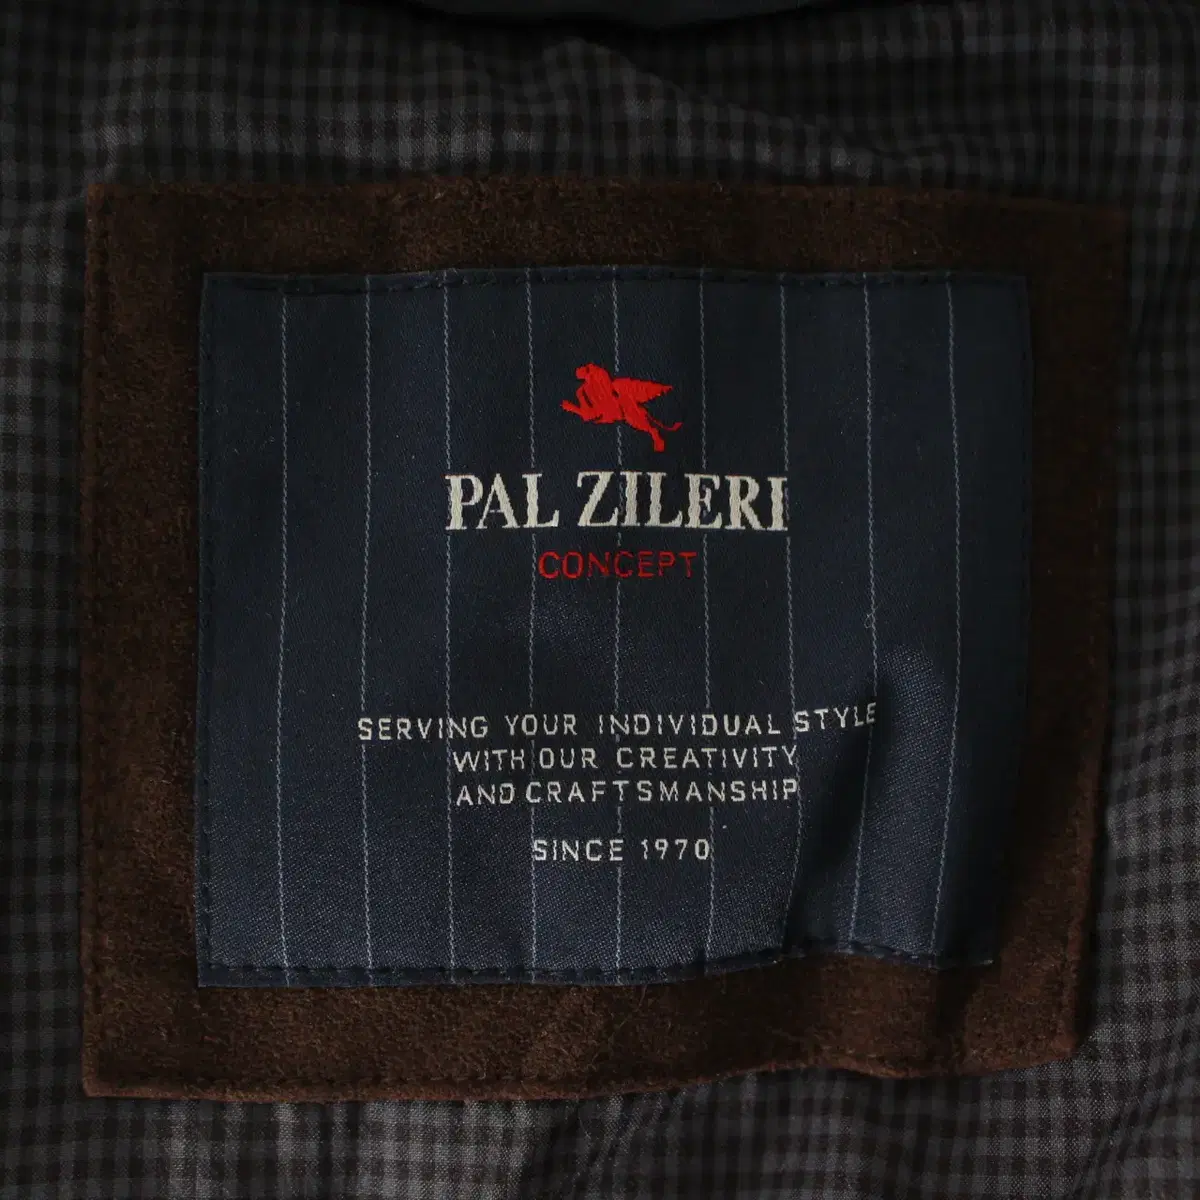 PAL ZILERI
CONCEPT
SERVING YOUR INDIVIDUAL STYLE
WITH OUR CREATIVITY
AND CRAFTSMANSHIP
SINCE 1970